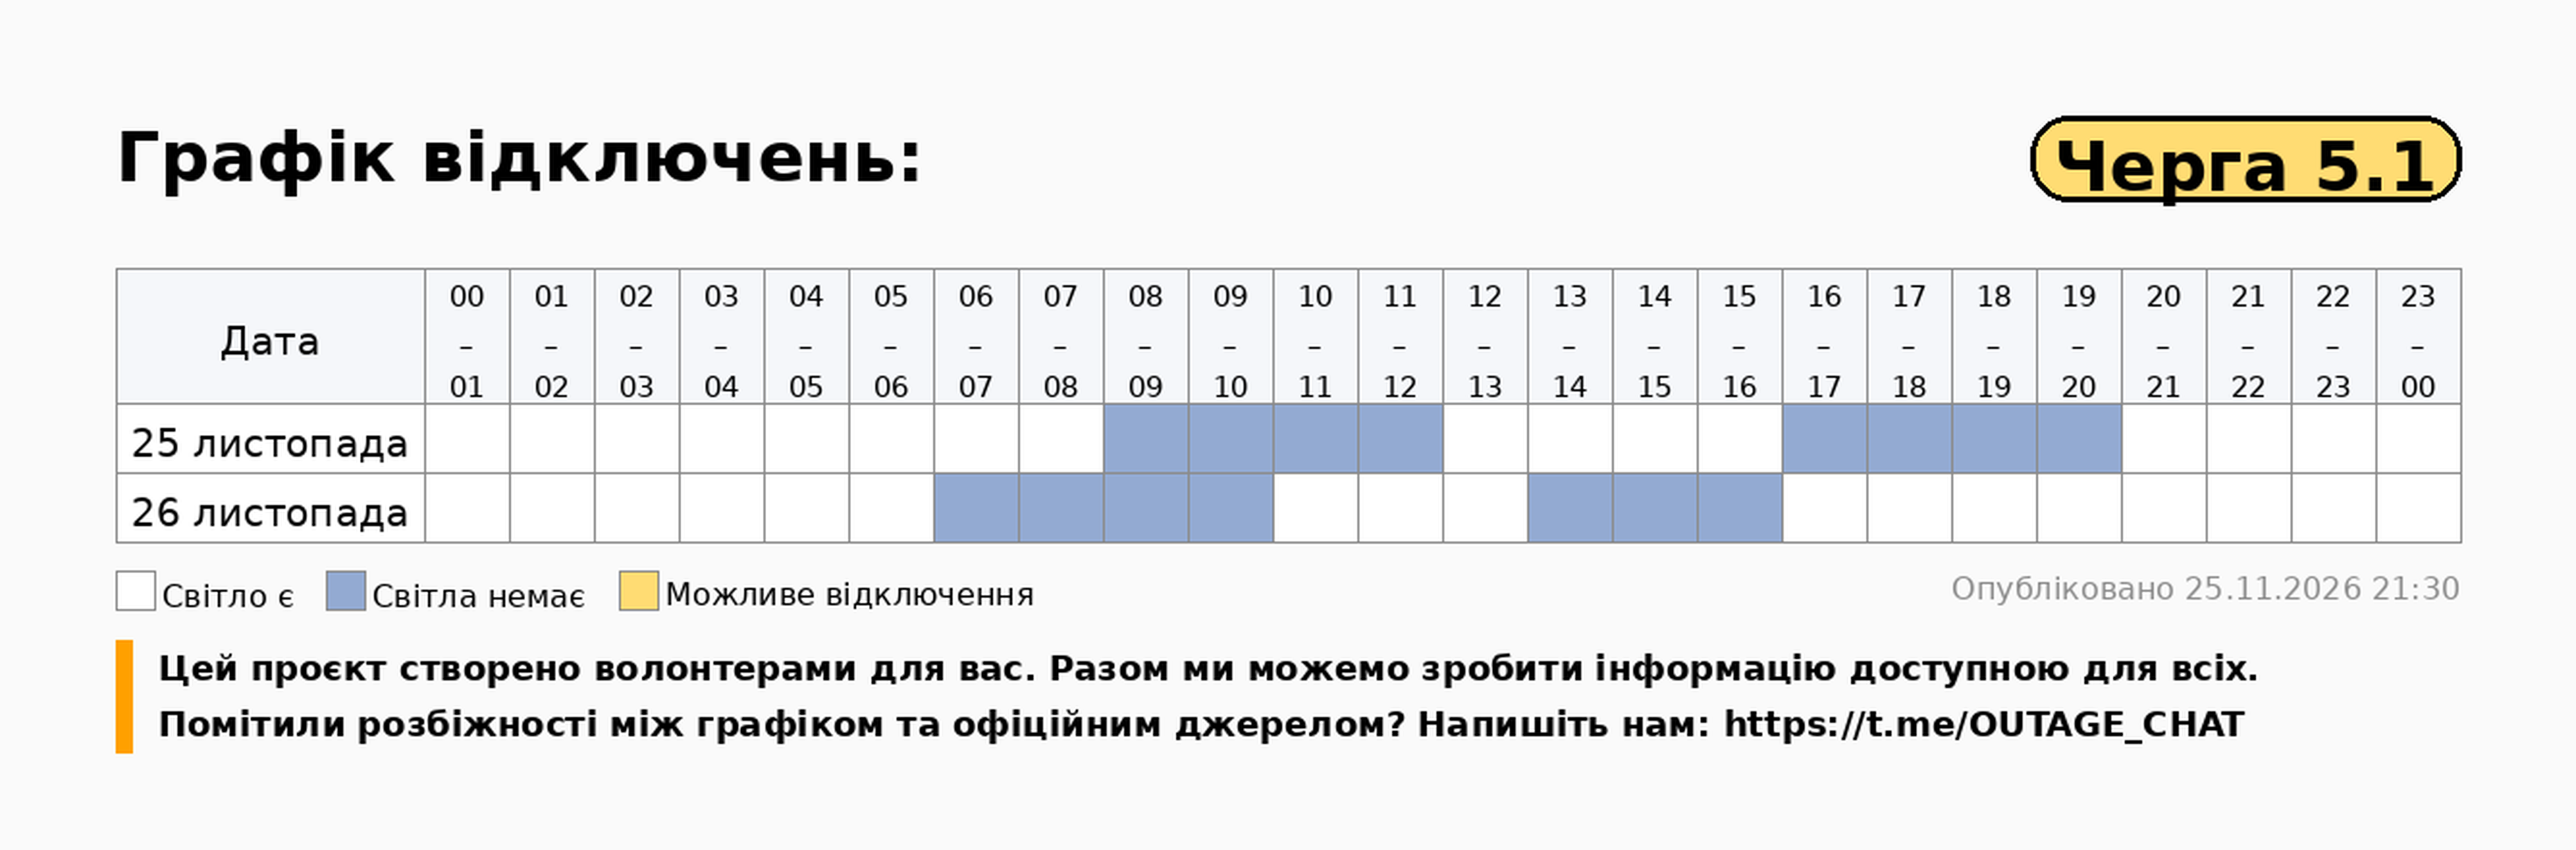 Графік відключень:
Черга 5.1
Дата
00 – 01
01 – 02
02 – 03
03 – 04
04 – 05
05 – 06
06 – 07
07 – 08
08 – 09
09 – 10
10 – 11
11 – 12
12 – 13
13 – 14
14 – 15
15 – 16
16 – 17
17 – 18
18 – 19
19 – 20
20 – 21
21 – 22
22 – 23
23 – 00
25 листопада
26 листопада
Світло є
Світла немає
Можливе відключення
Опубліковано 25.11.2026 21:30
Цей проєкт створено волонтерами для вас. Разом ми можемо зробити інформацію доступною для всіх.
Помітили розбіжності між графіком та офіційним джерелом? Напишіть нам: https://t.me/OUTAGE_CHAT